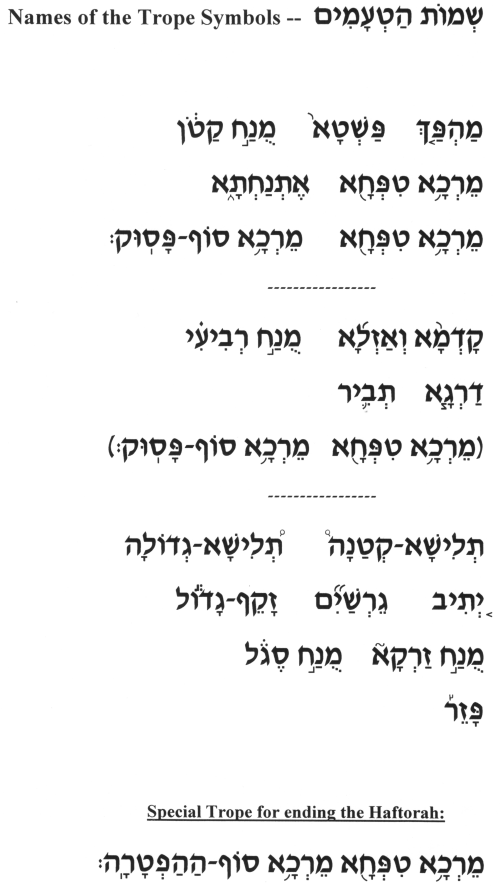 Names of the Trope Symbols -- שְׁמוֹת הַטְּעָמִים
מַהְפַּ֤ךְ פַּשְׁטָא֙ מֻנַּ֣ח קָטֹ֔ן
מֵרְכָ֥א טִפְּחָ֖א אֶתְנַחְתָּ֑א
מֵרְכָ֥א טִפְּחָ֖א מֵרְכָ֥א סוֹף-פָּסֽוּק׃
-----------------
קַדְמָ֨א וְאַזְלָ֜א מֻנַּ֣ח רְבִיעִ֗י
דַּרְגָּ֧א תְּבִ֛יר
(מֵרְכָ֥א טִפְּחָ֖א מֵרְכָ֥א סוֹף-פָּסֽוּק׃)
-----------------
תְּלִישָׁא-קְטַנָּה֩ תְּ֠לִישָׁא-גְדוֹלָה
יְ֚תִיב גֵּרְשַׁ֞יִם זָקֵף-גָּד֕וֹל
מֻנַּ֣ח זַרְקָא֮ מֻנַּ֣ח סֶגֹּל֒
פָּזֵ֡ר
Special Trope for ending the Haftorah:
מֵרְכָ֥א טִפְּחָ֖א מֵרְכָ֥א סוֹף-הַהַפְטָרָֽה׃